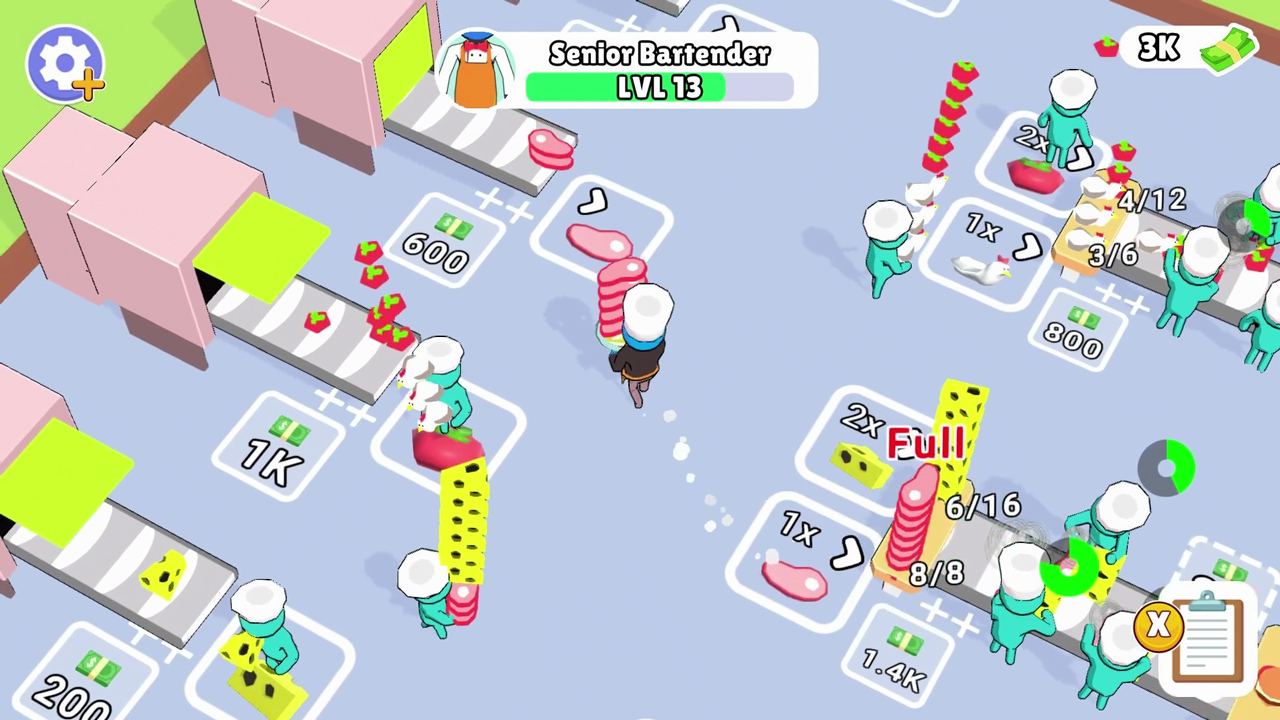 Senior Bartender
LVL 13
3K
2x
4/12
1x
3/6
600
800
1K
2x
Full
6/16
1x
8/8
X
1.4K
200